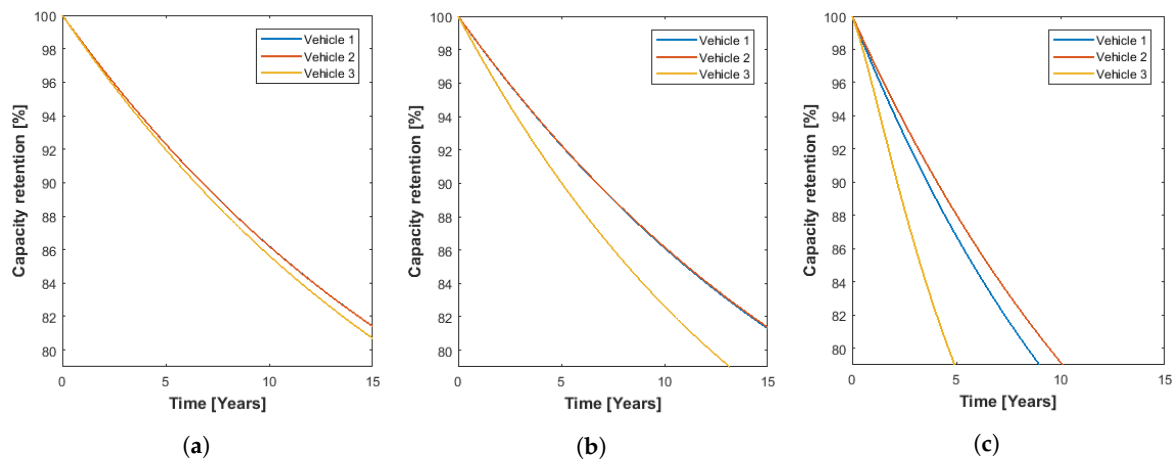 100
98
96
94
92
90
88
86
84
82
80
0 5 10 15
Capacity retention [%]
Time [Years]
Vehicle 1
Vehicle 2
Vehicle 3
(a)
100
98
96
94
92
90
88
86
84
82
80
0 5 10 15
Capacity retention [%]
Time [Years]
Vehicle 1
Vehicle 2
Vehicle 3
(b)
100
98
96
94
92
90
88
86
84
82
80
0 5 10 15
Capacity retention [%]
Time [Years]
Vehicle 1
Vehicle 2
Vehicle 3
(c)